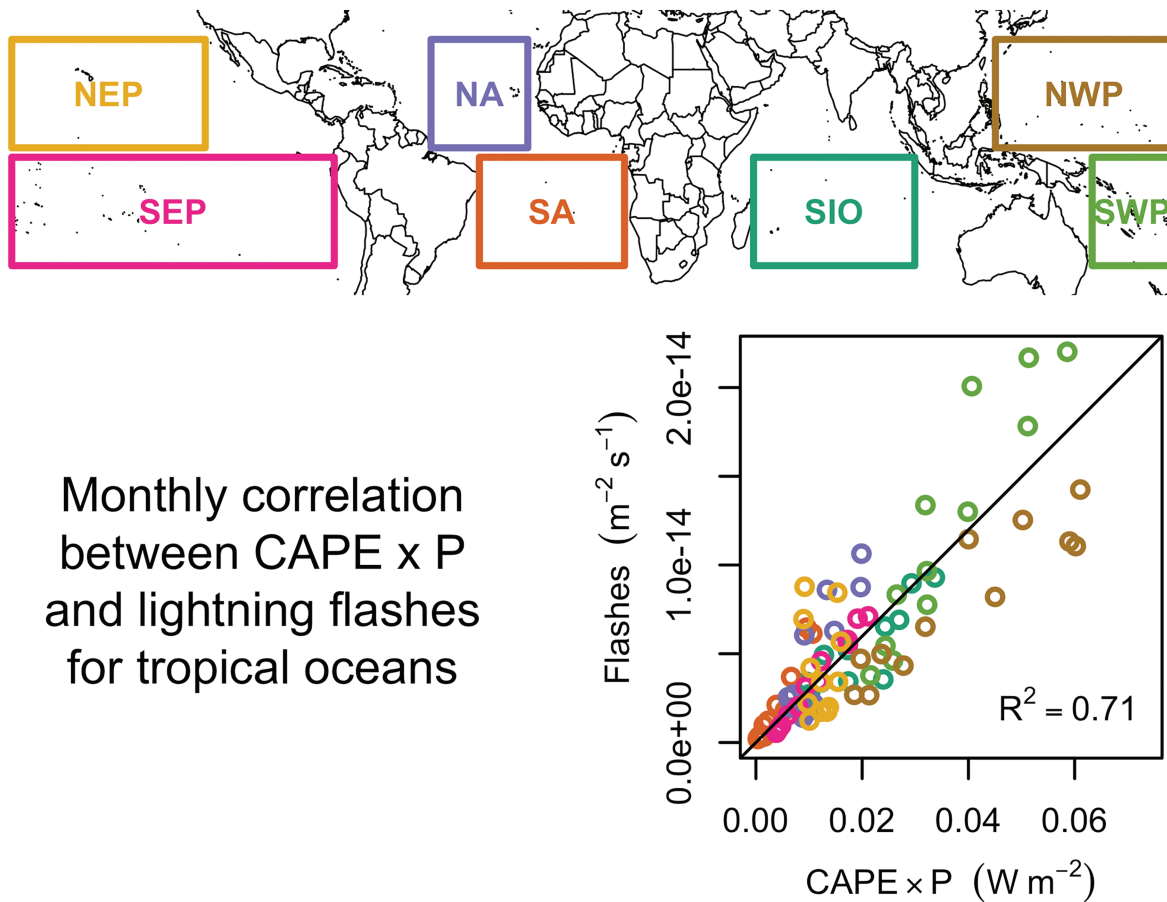 NEP
NA
NWP
SEP
SA
SIO
SWP
Monthly correlation
between CAPE x P
and lightning flashes
for tropical oceans
Flashes (m⁻² s⁻¹)
2.0e-14
1.0e-14
0.0e+00
R² = 0.71
0.00 0.02 0.04 0.06
CAPE × P (W m⁻²)